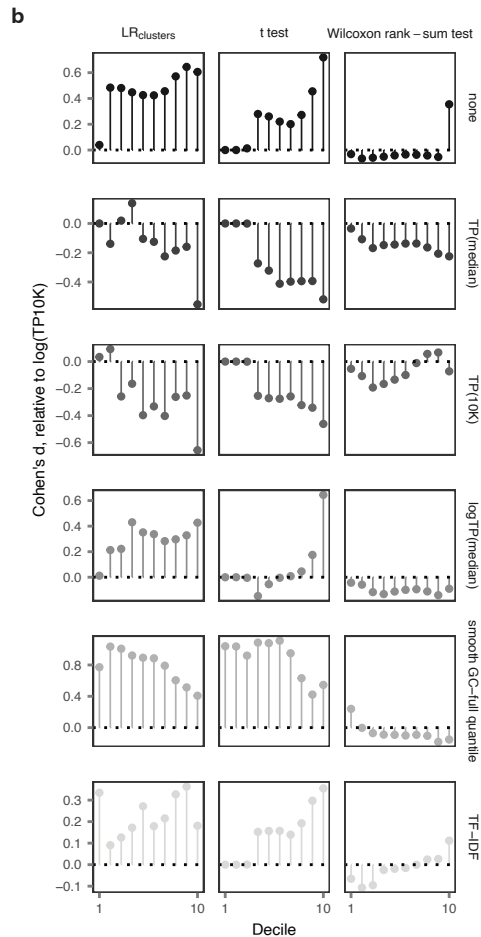 b
LRclusters
t test
Wilcoxon rank – sum test
0.6
0.4
0.2
0.0
none
0.0
−0.2
−0.4
TP(median)
0.0
−0.2
−0.4
−0.6
TP(10K)
0.6
0.4
0.2
0.0
logTP(median)
0.8
0.4
0.0
smooth GC−full quantile
0.3
0.2
0.1
0.0
−0.1
TF−IDF
Cohen's d, relative to log(TP10K)
1 10
1 10
1 10
Decile